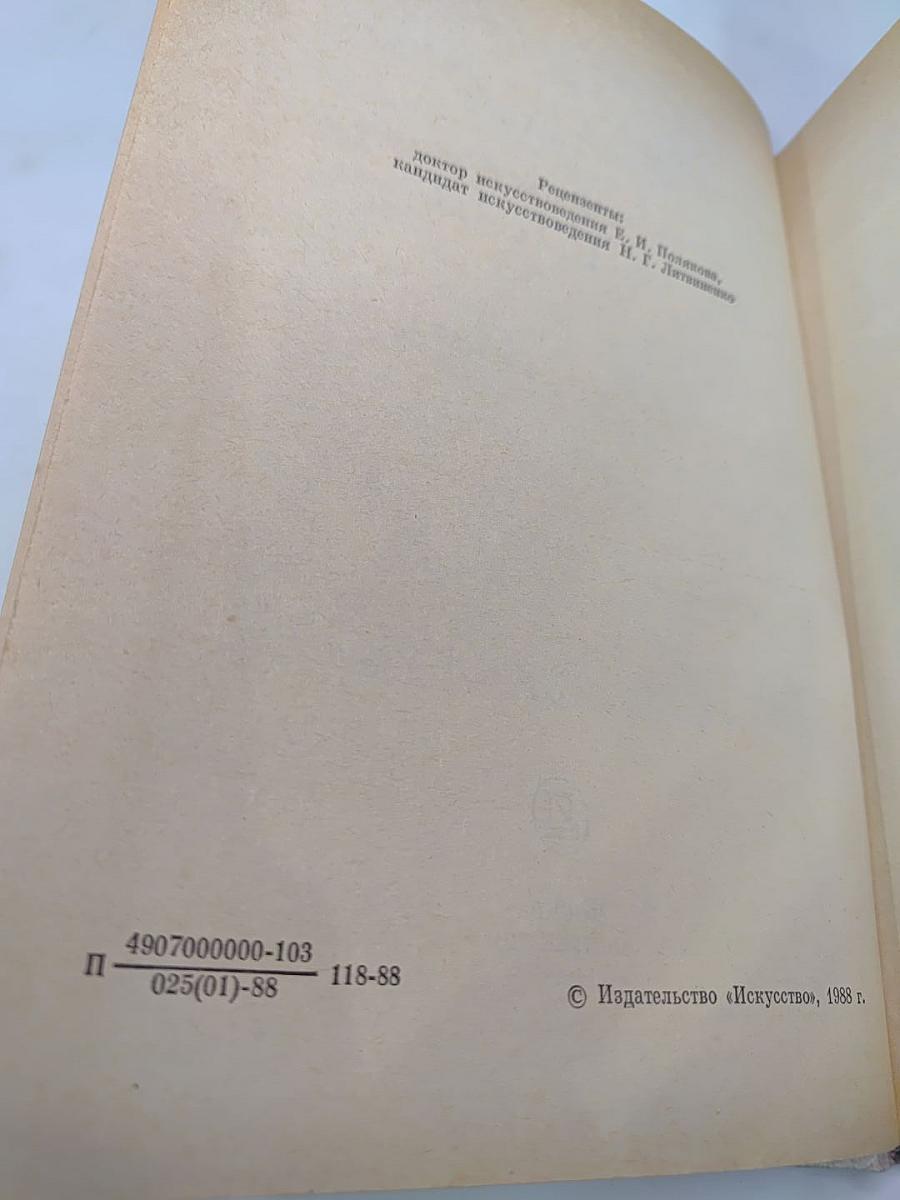 Рецензенты:
доктор искусствоведения Е. И. Полякова,
кандидат искусствоведения Н. Г. Литвиненко
П 4907000000-103
025(01)-88
118-88
© Издательство «Искусство», 1988 г.